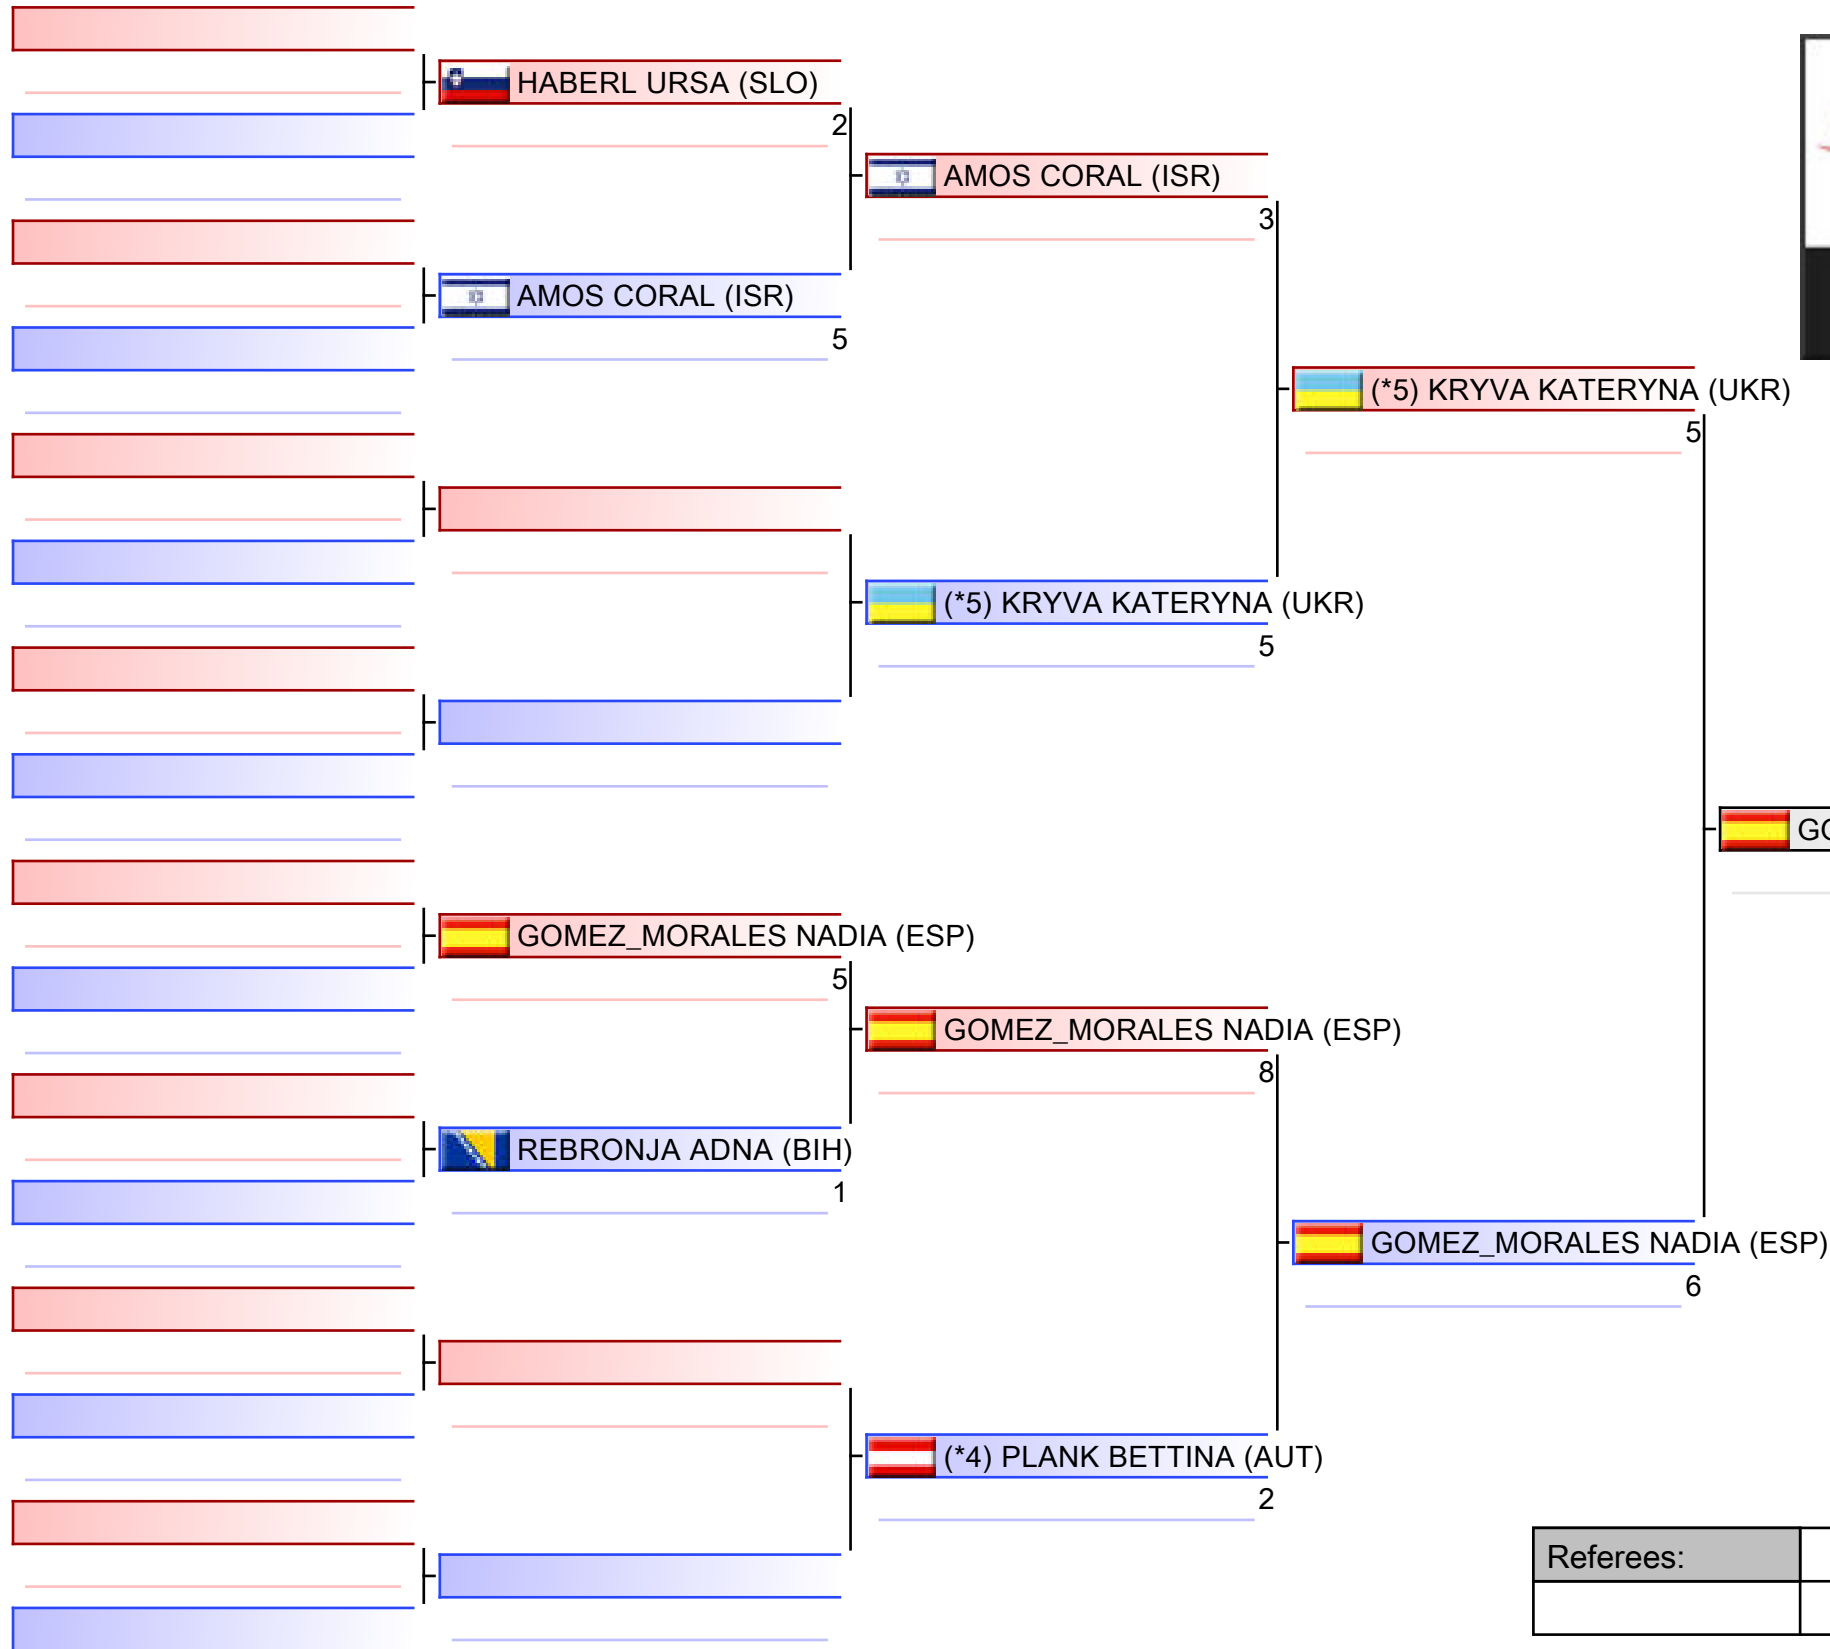 HABERL URSA (SLO)
2
AMOS CORAL (ISR)
3
AMOS CORAL (ISR)
5
(*5) KRYVA KATERYNA (UKR)
5
(*5) KRYVA KATERYNA (UKR)
5
GOMEZ_MORALES NADIA (ESP)
5
GOMEZ_MORALES NADIA (ESP)
8
REBRONJA ADNA (BIH)
1
GOMEZ_MORALES NADIA (ESP)
6
(*4) PLANK BETTINA (AUT)
2
Referees: